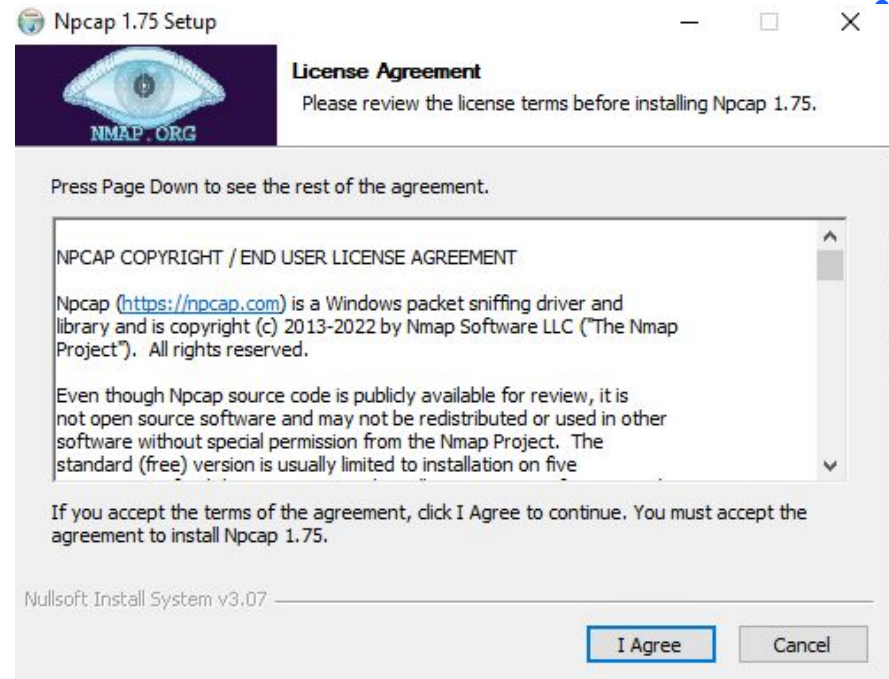 Npcap 1.75 Setup
NMAP.ORG
License Agreement
Please review the license terms before installing Npcap 1.75.
Press Page Down to see the rest of the agreement.
NPCAP COPYRIGHT / END USER LICENSE AGREEMENT
Npcap (https://npcap.com) is a Windows packet sniffing driver and
library and is copyright (c) 2013-2022 by Nmap Software LLC ("The Nmap
Project").  All rights reserved.
Even though Npcap source code is publicly available for review, it is
not open source software and may not be redistributed or used in other
software without special permission from the Nmap Project.  The
standard (free) version is usually limited to installation on five
If you accept the terms of the agreement, click I Agree to continue. You must accept the
agreement to install Npcap 1.75.
Nullsoft Install System v3.07
I Agree
Cancel